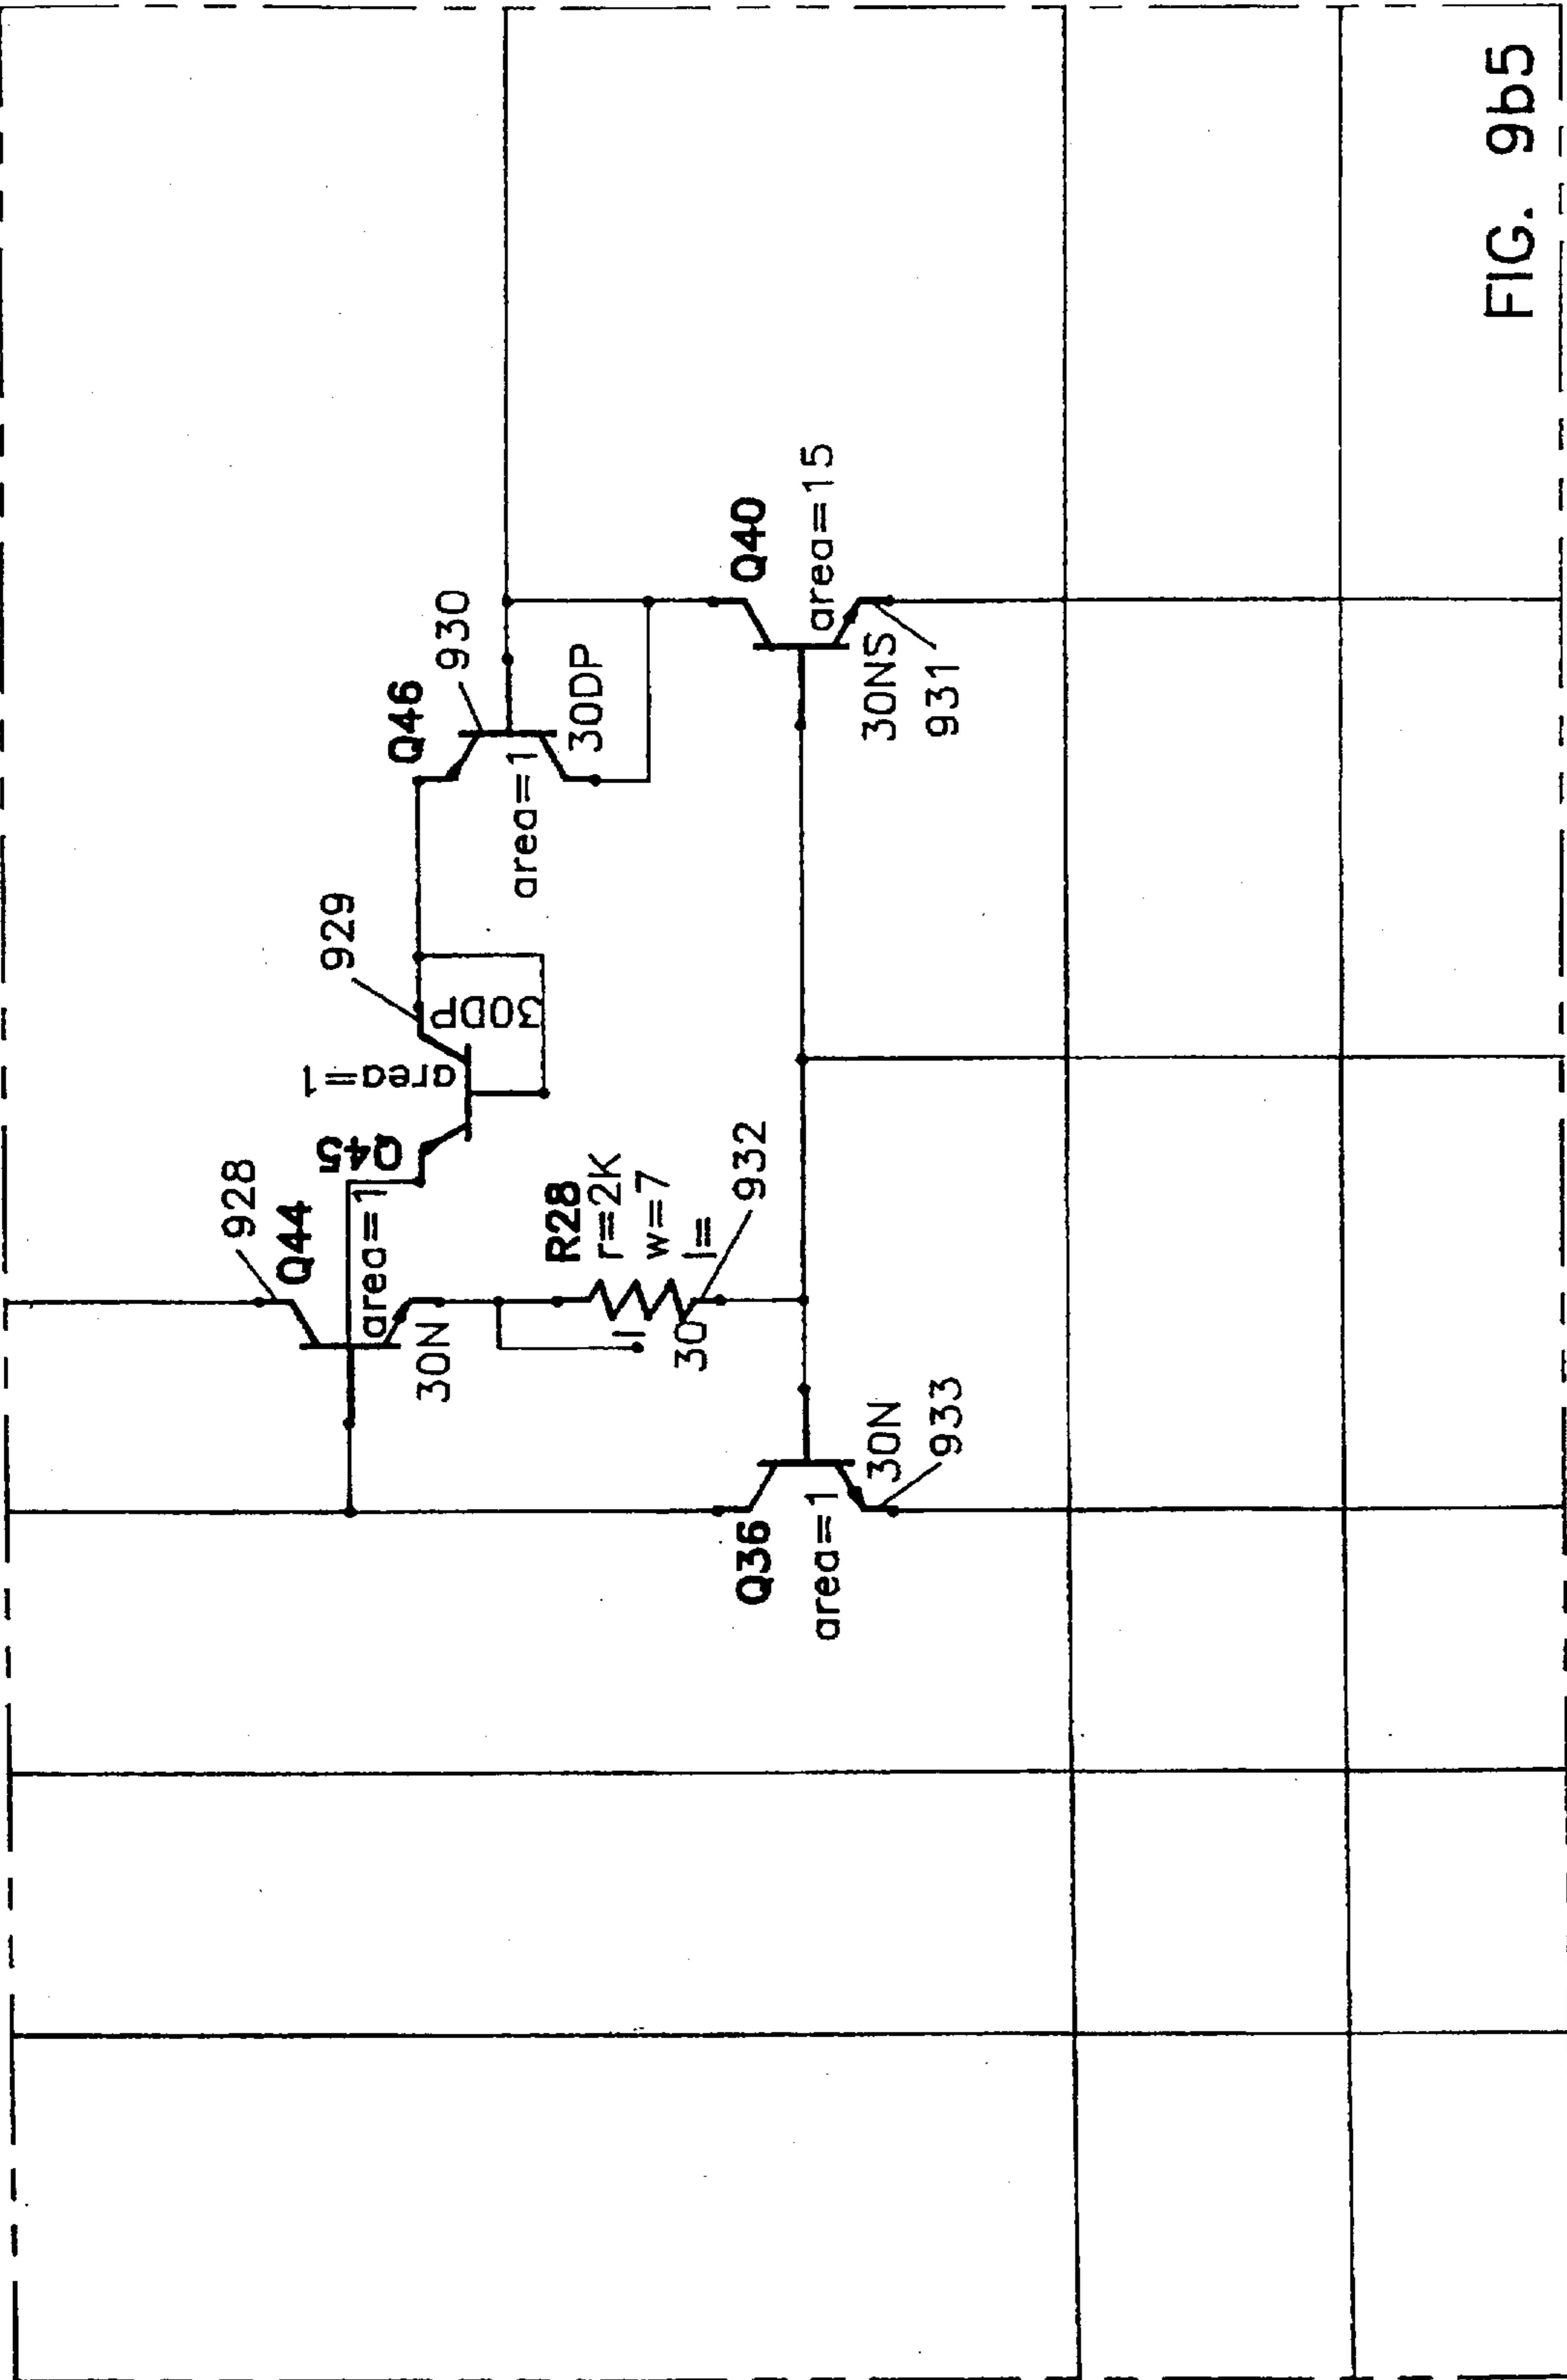 928
Q44
area=1
30N
Q45
area=1
30DP
929
Q46
930
area=1
30DP
R28
r=2K
w=7
l=
30
932
Q40
area=15
30NS
931
Q36
area=1
30N
933
FIG. 9b5